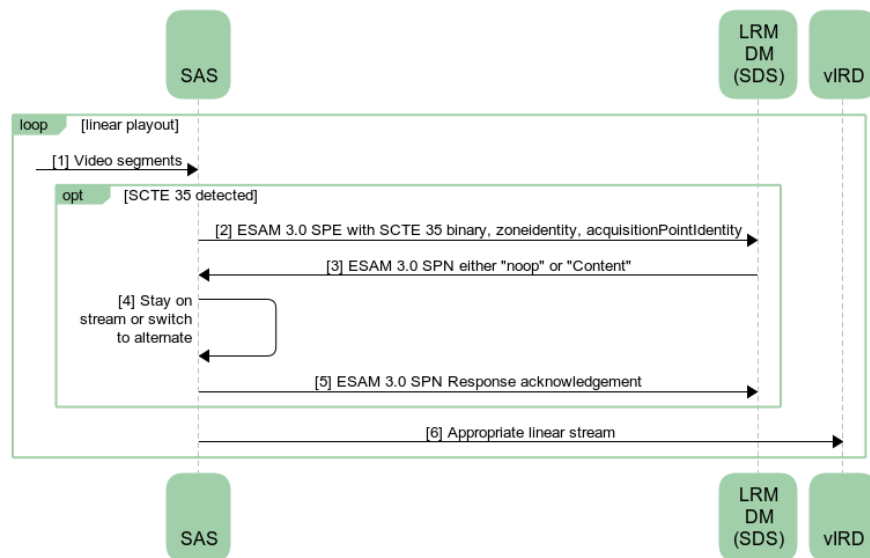 SAS
LRM
DM
(SDS)
vIRD
loop
[linear playout]
[1] Video segments
opt
[SCTE 35 detected]
[2] ESAM 3.0 SPE with SCTE 35 binary, zoneidentity, acquisitionPointIdentity
[3] ESAM 3.0 SPN either "noop" or "Content"
[4] Stay on
stream or switch
to alternate
[5] ESAM 3.0 SPN Response acknowledgement
[6] Appropriate linear stream
SAS
LRM
DM
(SDS)
vIRD